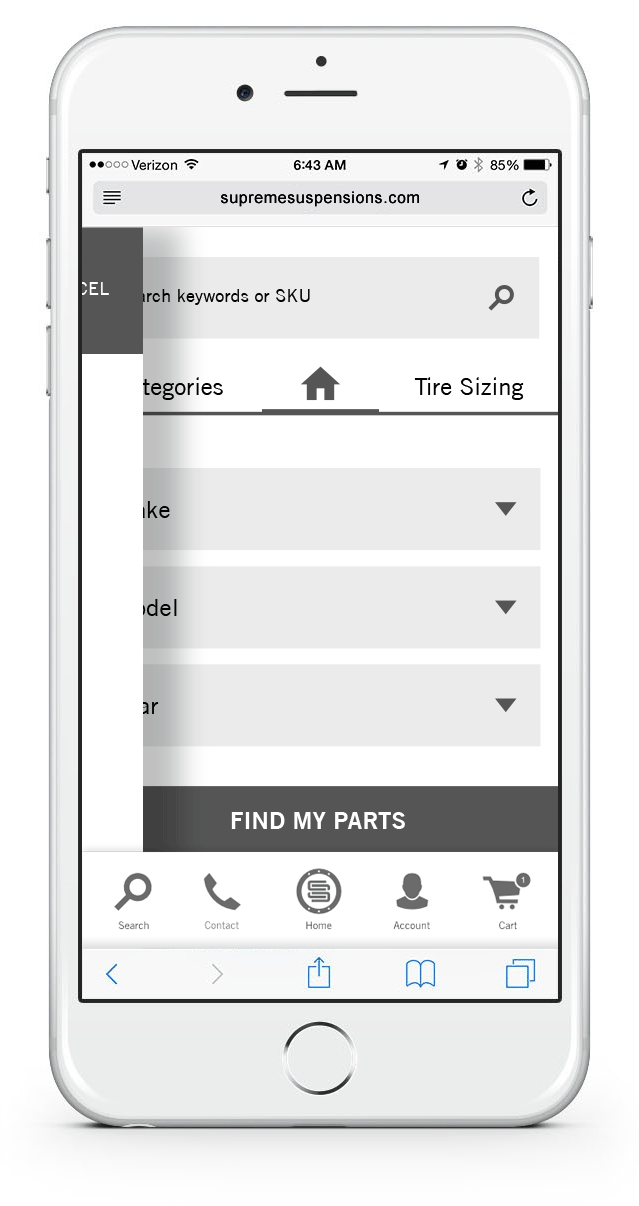 Verizon 6:43 AM 85%
supremesuspensions.com
CEL
arch keywords or SKU
tegories Tire Sizing
ake
odel
ar
FIND MY PARTS
1
Search Contact Home Account Cart